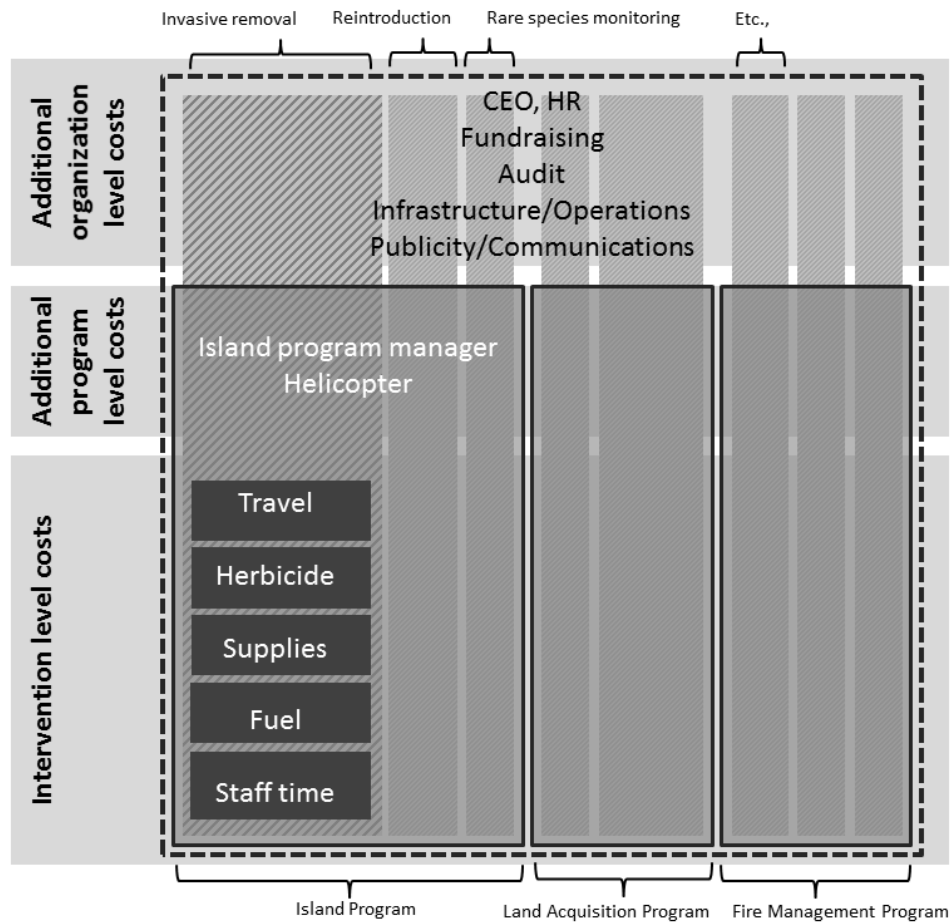 Invasive removal
Reintroduction
Rare species monitoring
Etc.,
Additional
organization
level costs
CEO, HR
Fundraising
Audit
Infrastructure/Operations
Publicity/Communications
Additional
program
level costs
Island program manager
Helicopter
Intervention level costs
Travel
Herbicide
Supplies
Fuel
Staff time
Island Program
Land Acquisition Program
Fire Management Program